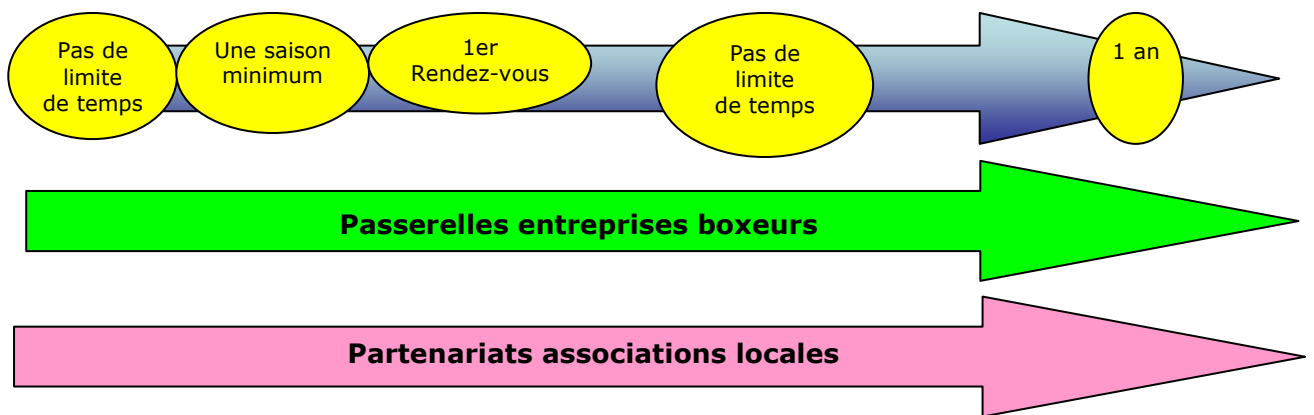 Pas de
limite
de temps
Une saison
minimum
1er
Rendez-vous
Pas de
limite
de temps
1 an
Passerelles entreprises boxeurs
Partenariats associations locales